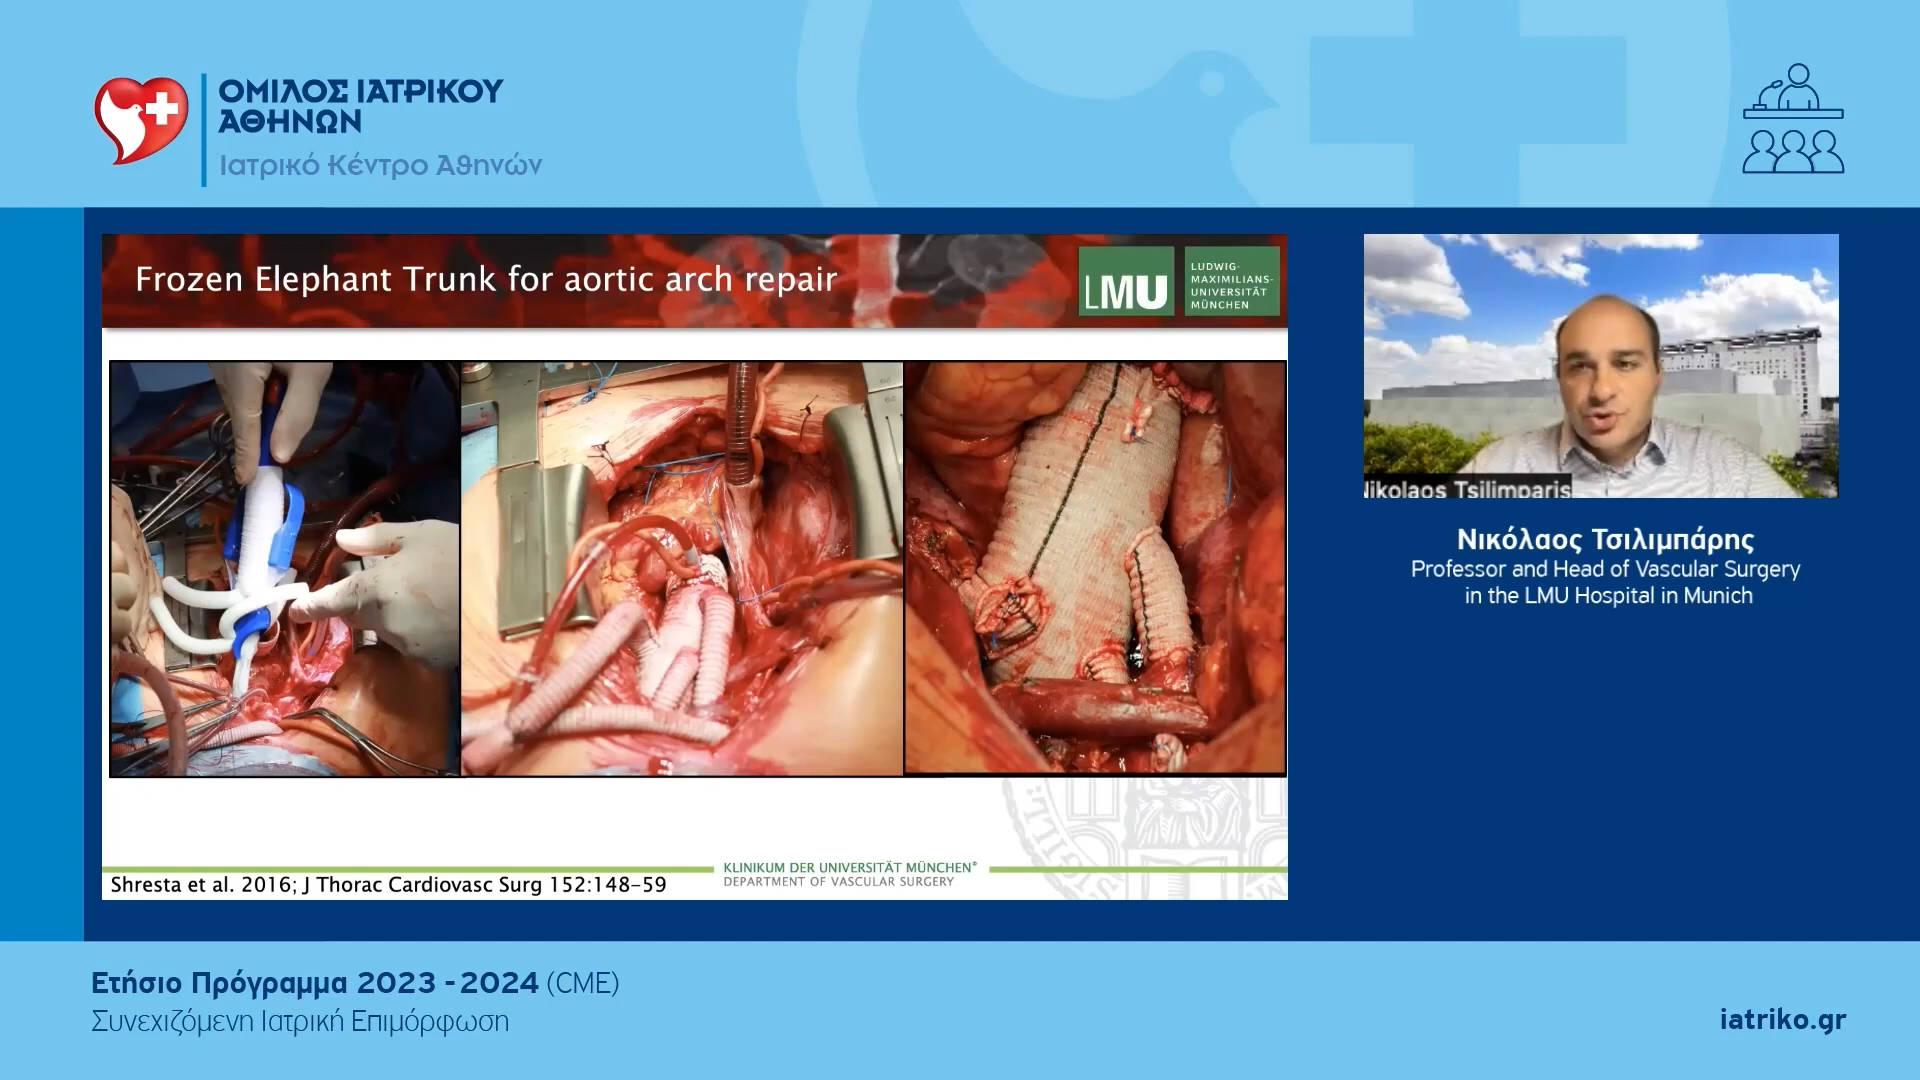 ΟΜΙΛΟΣ ΙΑΤΡΙΚΟΥ
ΑΘΗΝΩΝ
Ιατρικό Κέντρο Αθηνών
Frozen Elephant Trunk for aortic arch repair
LMU
LUDWIG-
MAXIMILIANS-
UNIVERSITÄT
MÜNCHEN
Nikolaos Tsilimparis
Νικόλαος Τσιλιμπάρης
Professor and Head of Vascular Surgery
in the LMU Hospital in Munich
KLINIKUM DER UNIVERSITÄT MÜNCHEN®
DEPARTMENT OF VASCULAR SURGERY
Shresta et al. 2016; J Thorac Cardiovasc Surg 152:148–59
Ετήσιο Πρόγραμμα 2023 - 2024 (CME)
Συνεχιζόμενη Ιατρική Επιμόρφωση
iatriko.gr